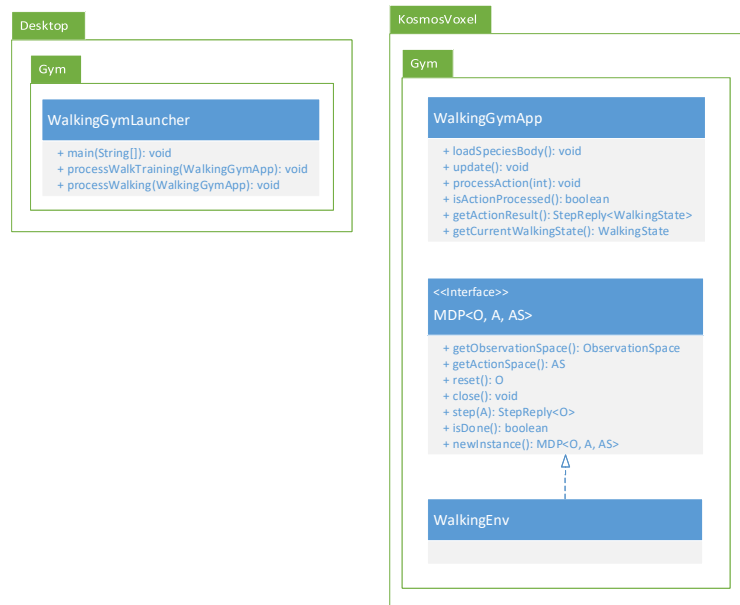 Desktop
Gym
WalkingGymLauncher
+ main(String[]): void
+ processWalkTraining(WalkingGymApp): void
+ processWalking(WalkingGymApp): void
KosmosVoxel
Gym
WalkingGymApp
+ loadSpeciesBody(): void
+ update(): void
+ processAction(int): void
+ isActionProcessed(): boolean
+ getActionResult(): StepReply<WalkingState>
+ getCurrentWalkingState(): WalkingState
<<Interface>>
MDP<O, A, AS>
+ getObservationSpace(): ObservationSpace
+ getActionSpace(): AS
+ reset(): O
+ close(): void
+ step(A): StepReply<O>
+ isDone(): boolean
+ newInstance(): MDP<O, A, AS>
WalkingEnv